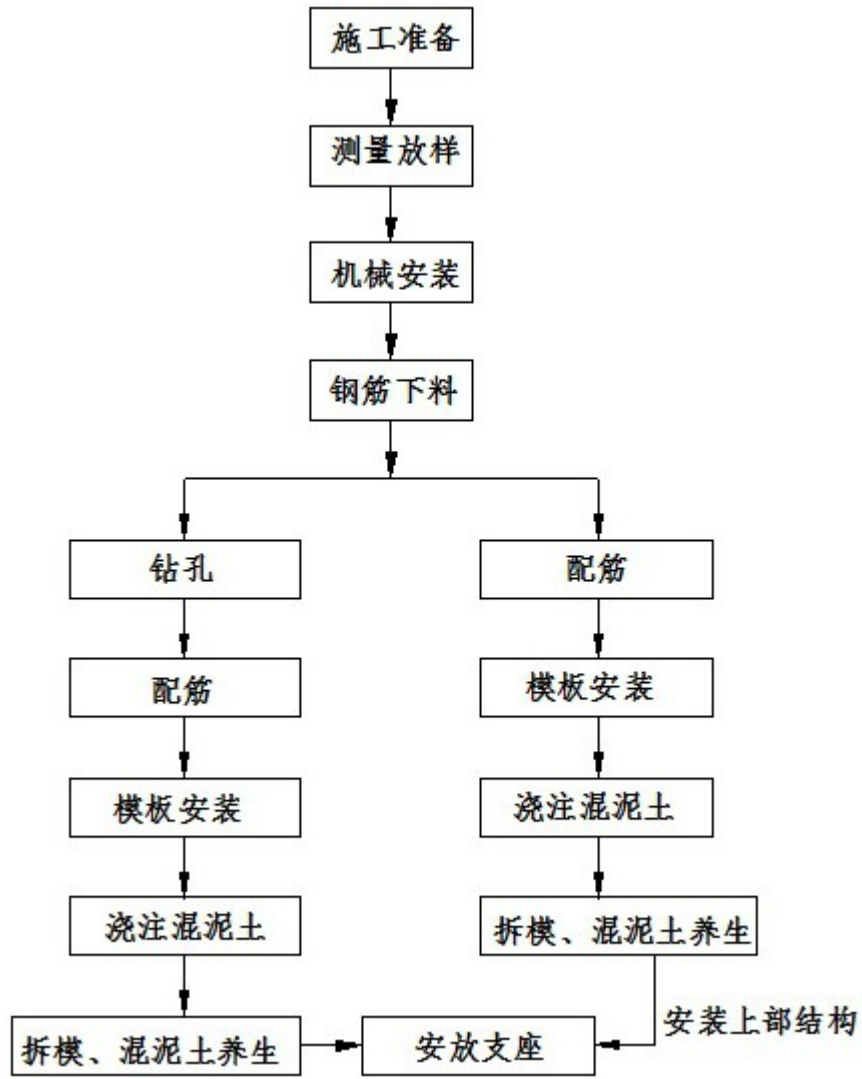 施工准备
测量放样
机械安装
钢筋下料
钻孔
配筋
模板安装
浇注混泥土
拆模、混泥土养生
配筋
模板安装
浇注混泥土
拆模、混泥土养生
安装上部结构
安放支座